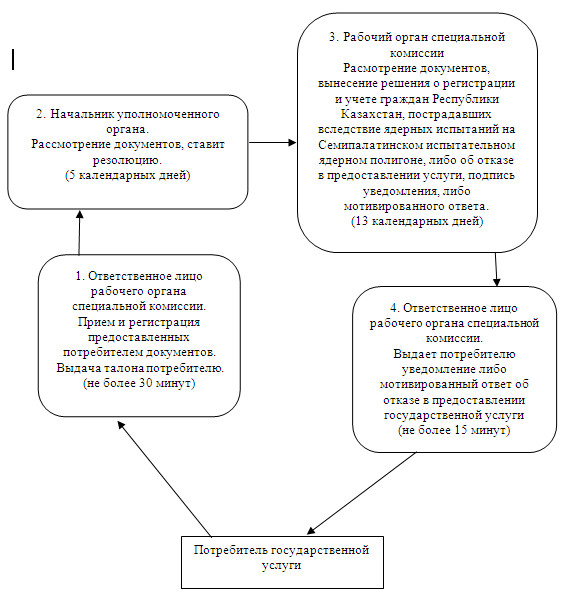 1. Ответственное лицо
рабочего органа
специальной комиссии.
Прием и регистрация
предоставленных
потребителем документов.
Выдача талона потребителю.
(не более 30 минут)
2. Начальник уполномоченного
органа.
Рассмотрение документов, ставит
резолюцию.
(5 календарных дней)
3. Рабочий орган специальной
комиссии
Расмотрение документов,
вынесение решения о регистрации
и учете граждан Республики
Казахстан, пострадавших
вследствие ядерных испытаний на
Семипалатинском испытательном
ядерном полигоне, либо об отказе
в предоставлении услуги, подпись
уведомления, либо
мотивированного ответа.
(13 календарных дней)
4. Ответственное лицо
рабочего органа специальной
комиссии.
Выдает потребителю
уведомление либо
мотивированный ответ об
отказе в предоставлении
государственной услуги
(не более 15 минут)
Потребитель государственной
услуги